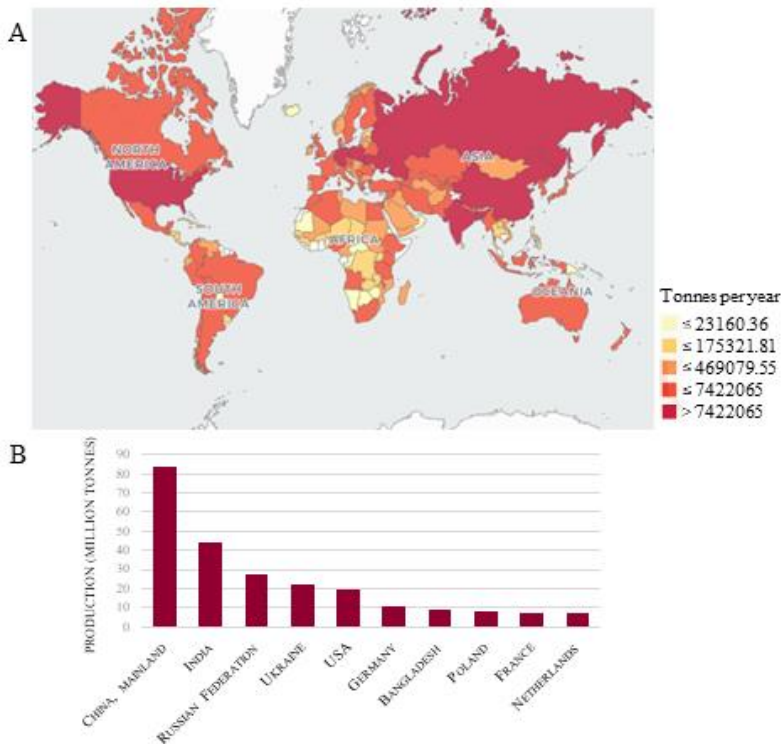 A
NORTH
AMERICA
ASIA
AFRICA
SOUTH
AMERICA
OCEANIA
Tonnes per year
≤ 23160.36
≤ 175321.81
≤ 469079.55
≤ 7422065
> 7422065
B
PRODUCTION (MILLION TONNES)
90
80
70
60
50
40
30
20
10
0
CHINA, MAINLAND
INDIA
RUSSIAN FEDERATION
UKRAINE
USA
GERMANY
BANGLADESH
POLAND
FRANCE
NETHERLANDS